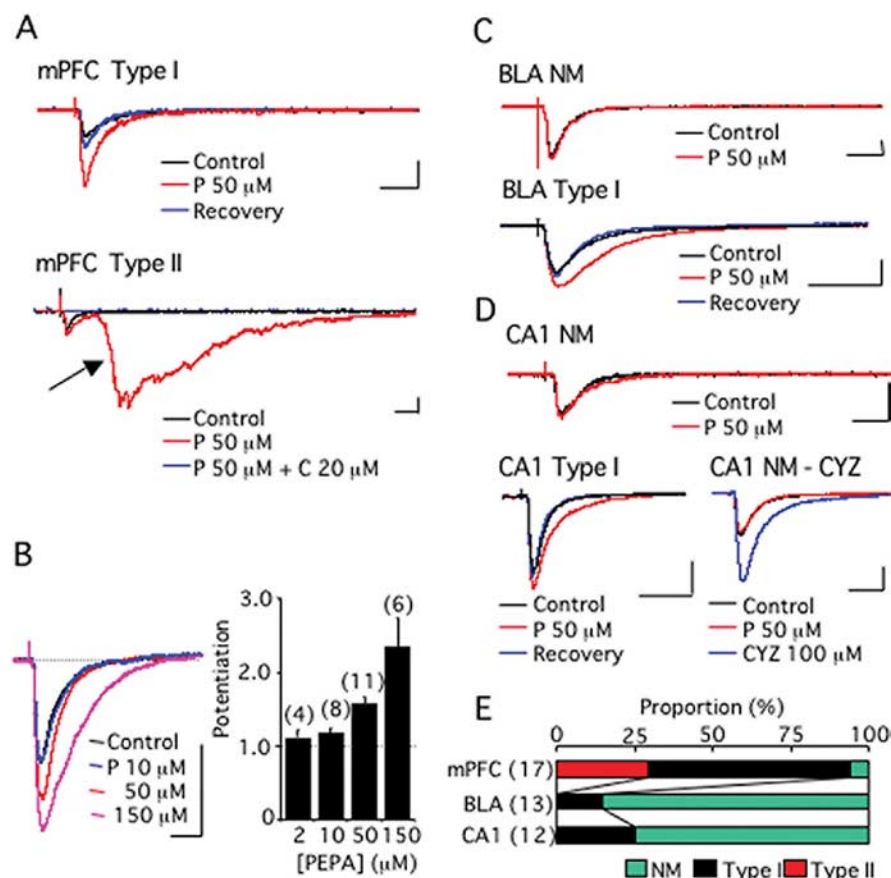 A
mPFC Type I
Control
P 50 μM
Recovery
mPFC Type II
Control
P 50 μM
P 50 μM + C 20 μM
B
Control
P 10 μM
50 μM
150 μM
Potentiation
3.0
2.0
1.0
0
(4)
(8)
(11)
(6)
2 10 50 150
[PEPA] (μM)
C
BLA NM
Control
P 50 μM
BLA Type I
Control
P 50 μM
Recovery
D
CA1 NM
Control
P 50 μM
CA1 Type I
Control
P 50 μM
Recovery
CA1 NM - CYZ
Control
P 50 μM
CYZ 100 μM
E
Proportion (%)
0 25 50 75 100
mPFC (17)
BLA (13)
CA1 (12)
NM Type I Type II